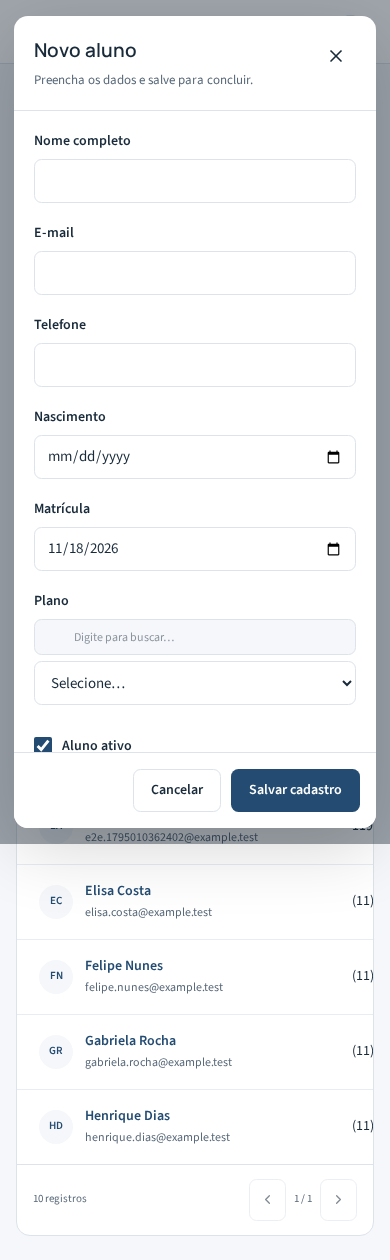 Novo aluno
Preencha os dados e salve para concluir.
Nome completo
E-mail
Telefone
Nascimento
mm/dd/yyyy
Matrícula
11/18/2026
Plano
Digite para buscar...
Selecione...
Aluno ativo
Cancelar
Salvar cadastro
e2e.1795010362402@example.test
EC
Elisa Costa
(11)
elisa.costa@example.test
FN
Felipe Nunes
(11)
felipe.nunes@example.test
GR
Gabriela Rocha
(11)
gabriela.rocha@example.test
HD
Henrique Dias
(11)
henrique.dias@example.test
10 registros
1 / 1